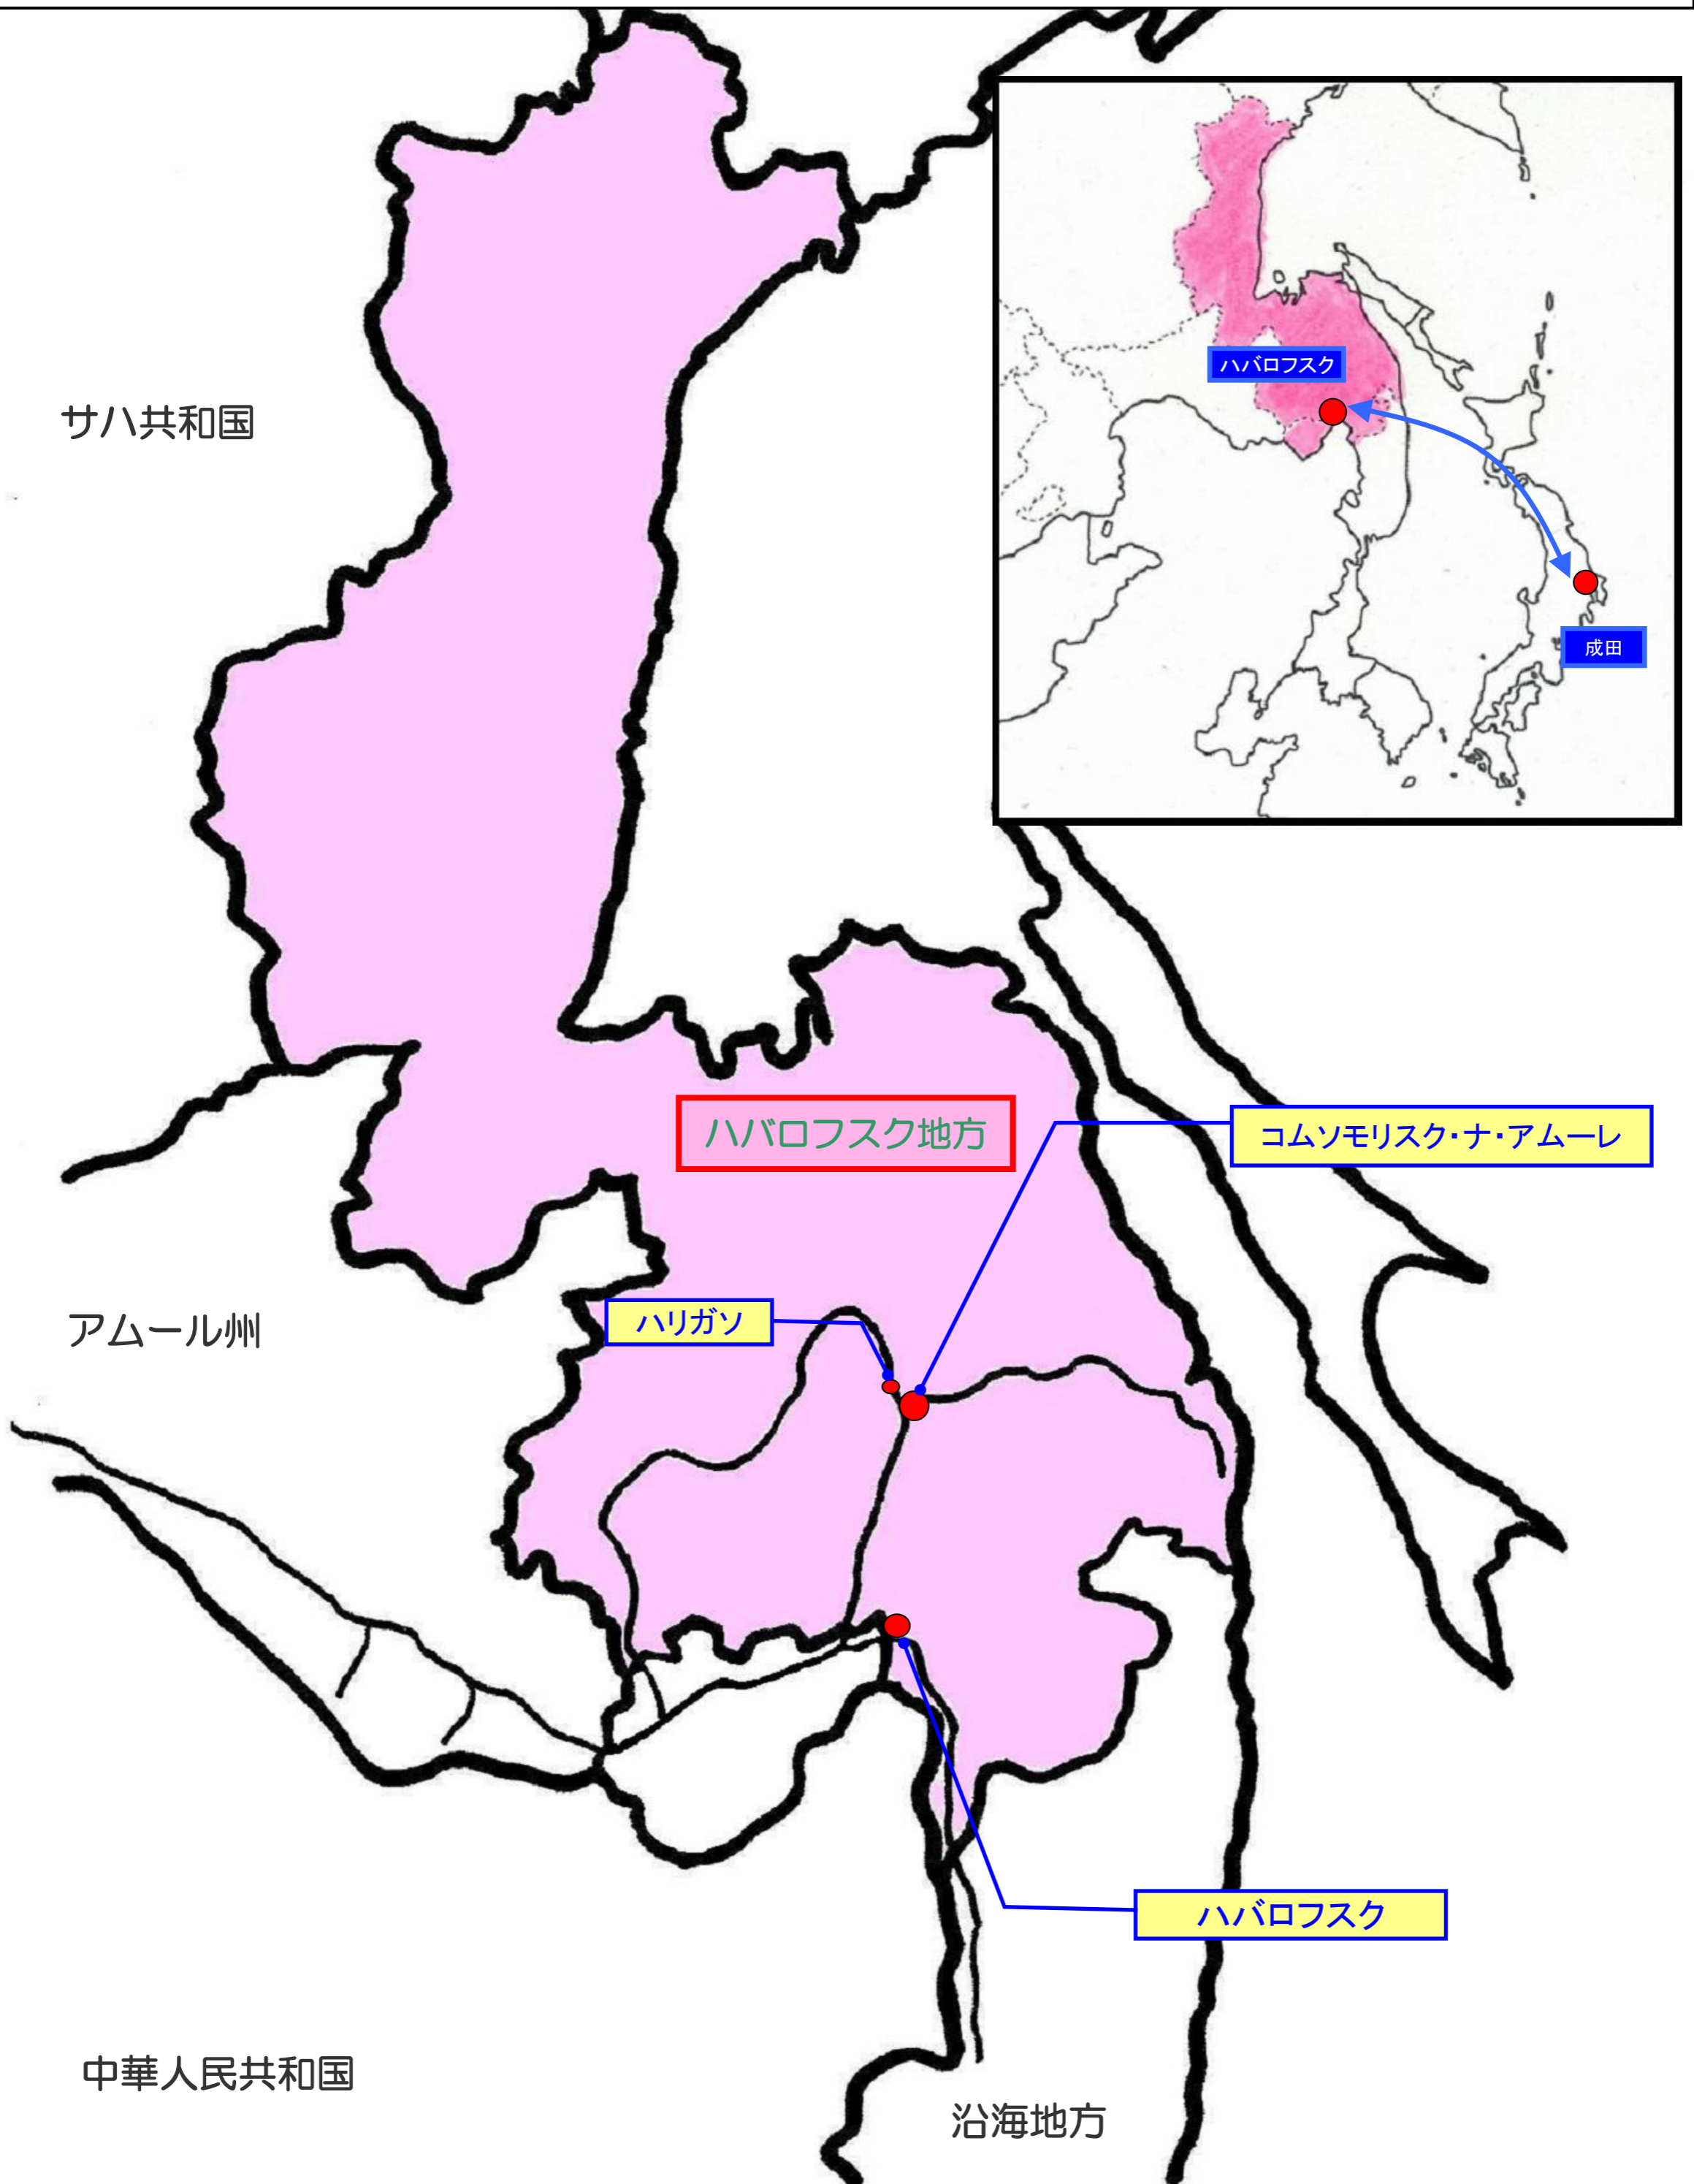 ハバロフスク
サハ共和国
成田
ハバロフスク地方
コムソモリスク・ナ・アムーレ
ハリガソ
アムール州
ハバロフスク
中華人民共和国
沿海地方